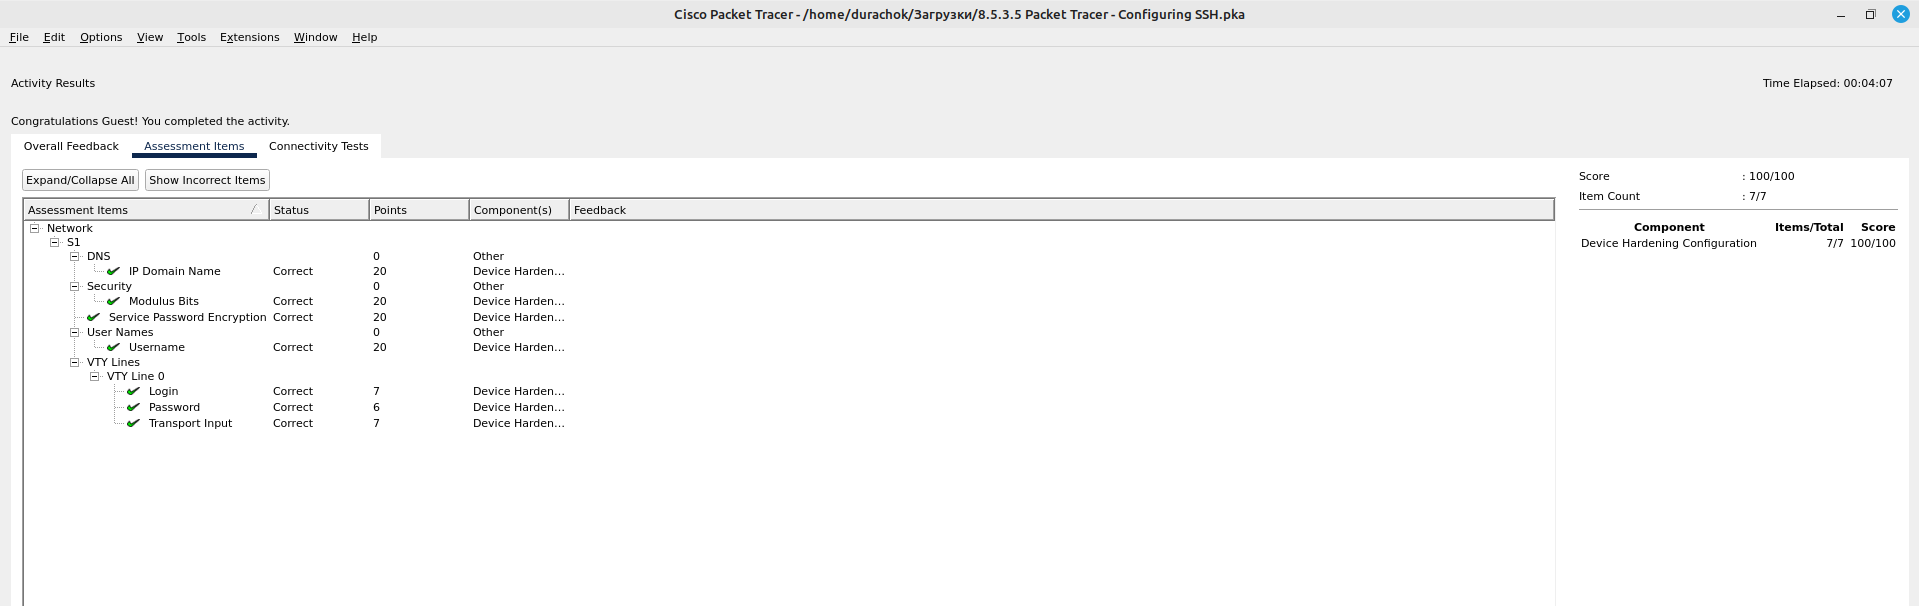 Cisco Packet Tracer - /home/durachok/Загрузки/8.5.3.5 Packet Tracer - Configuring SSH.pka
File Edit Options View Tools Extensions Window Help
Activity Results
Time Elapsed: 00:04:07
Congratulations Guest! You completed the activity.
Overall Feedback Assessment Items Connectivity Tests
Expand/Collapse All Show Incorrect Items
Assessment Items Status Points Component(s) Feedback
Network
S1
DNS 0 Other
IP Domain Name Correct 20 Device Harden...
Security 0 Other
Modulus Bits Correct 20 Device Harden...
Service Password Encryption Correct 20 Device Harden...
User Names 0 Other
Username Correct 20 Device Harden...
VTY Lines
VTY Line 0
Login Correct 7 Device Harden...
Password Correct 6 Device Harden...
Transport Input Correct 7 Device Harden...
Score : 100/100
Item Count : 7/7
Component Items/Total Score
Device Hardening Configuration 7/7 100/100